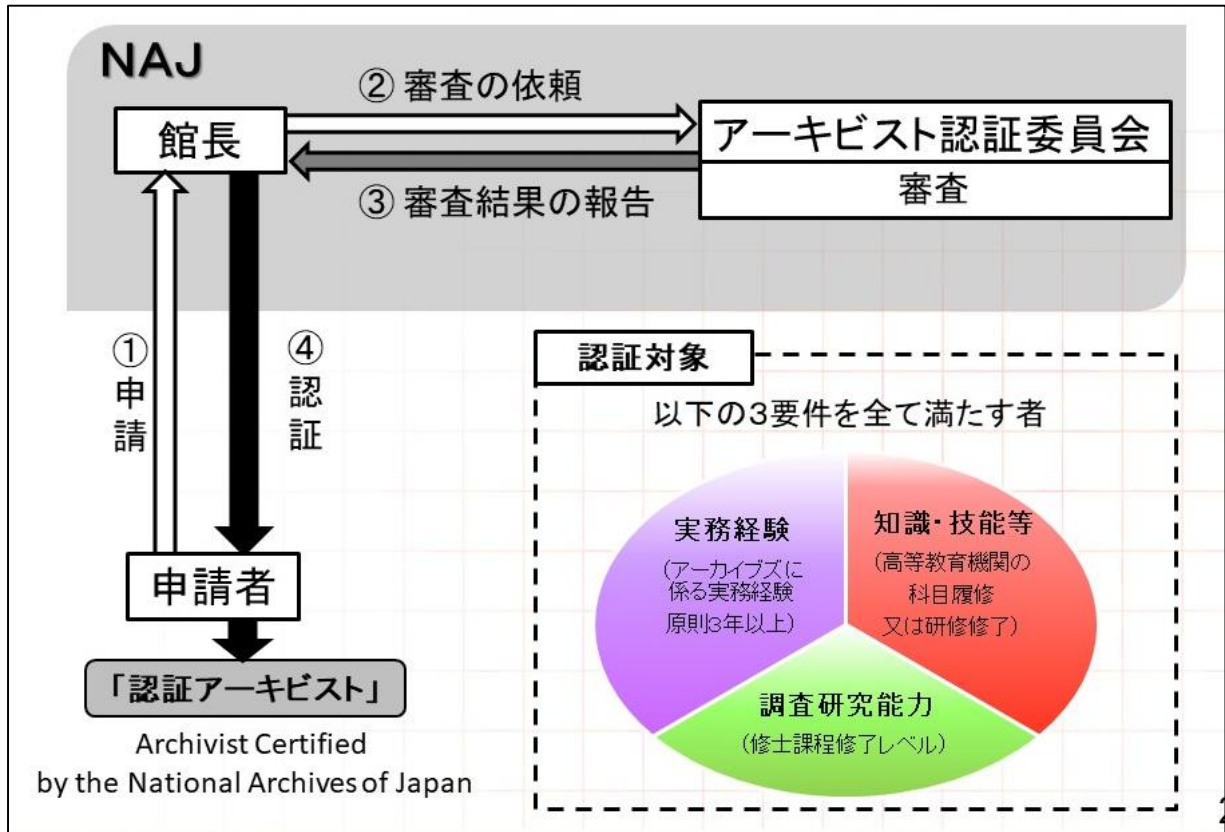 NAJ
② 審査の依頼
館長
アーキビスト認証委員会
審査
③ 審査結果の報告
①申請
④認証
申請者
「認証アーキビスト」
Archivist Certified
by the National Archives of Japan
認証対象
以下の3要件を全て満たす者
実務経験
(アーカイブズに
係る実務経験
原則3年以上)
知識・技能等
(高等教育機関の
科目履修
又は研修修了)
調査研究能力
(修士課程修了レベル)